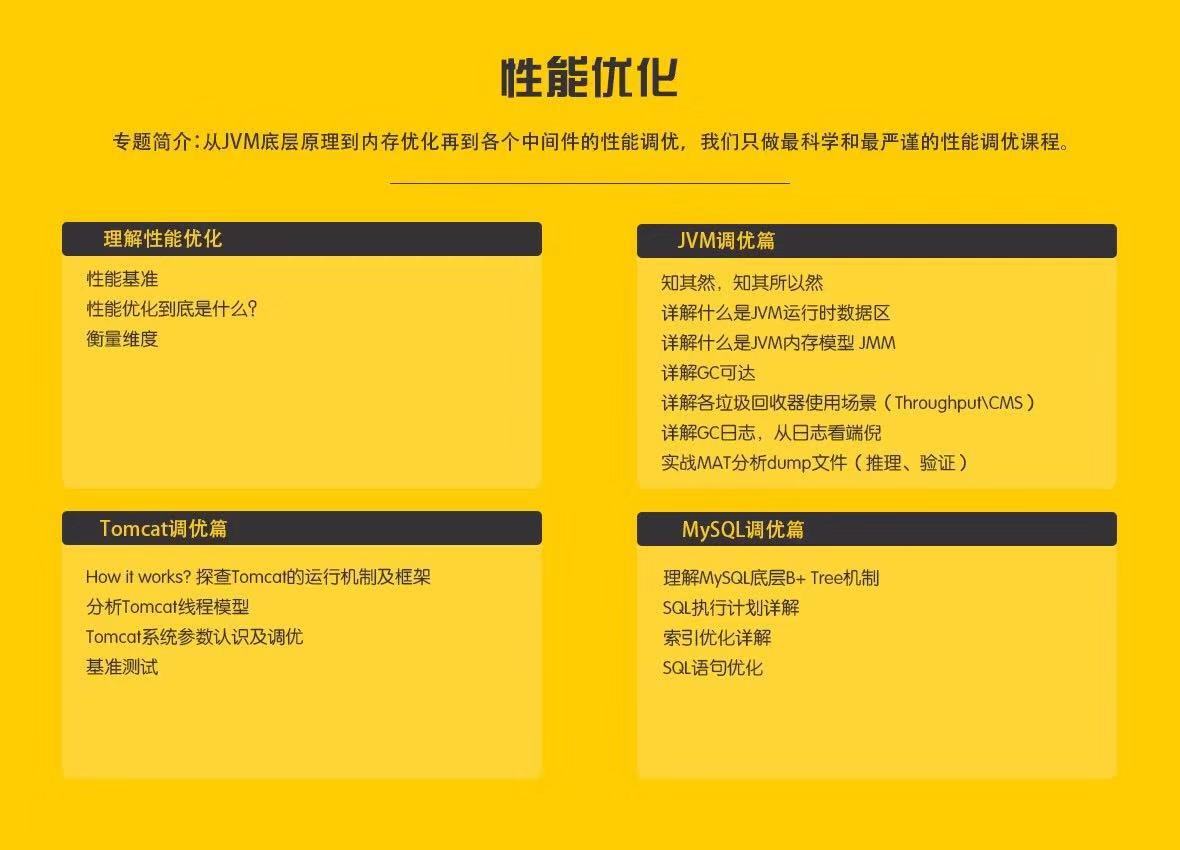 性能优化
专题简介：从JVM底层原理到内存优化再到各个中间件的性能调优，我们只做最科学和最严谨的性能调优课程。
理解性能优化
性能基准
性能优化到底是什么？
衡量维度
JVM调优篇
知其然，知其所以然
详解什么是JVM运行时数据区
详解什么是JVM内存模型 JMM
详解GC可达
详解各垃圾回收器使用场景（Throughput\CMS）
详解GC日志，从日志看端倪
实战MAT分析dump文件（推理、验证）
Tomcat调优篇
How it works? 探查Tomcat的运行机制及框架
分析Tomcat线程模型
Tomcat系统参数认识及调优
基准测试
MySQL调优篇
理解MySQL底层B+ Tree机制
SQL执行计划详解
索引优化详解
SQL语句优化